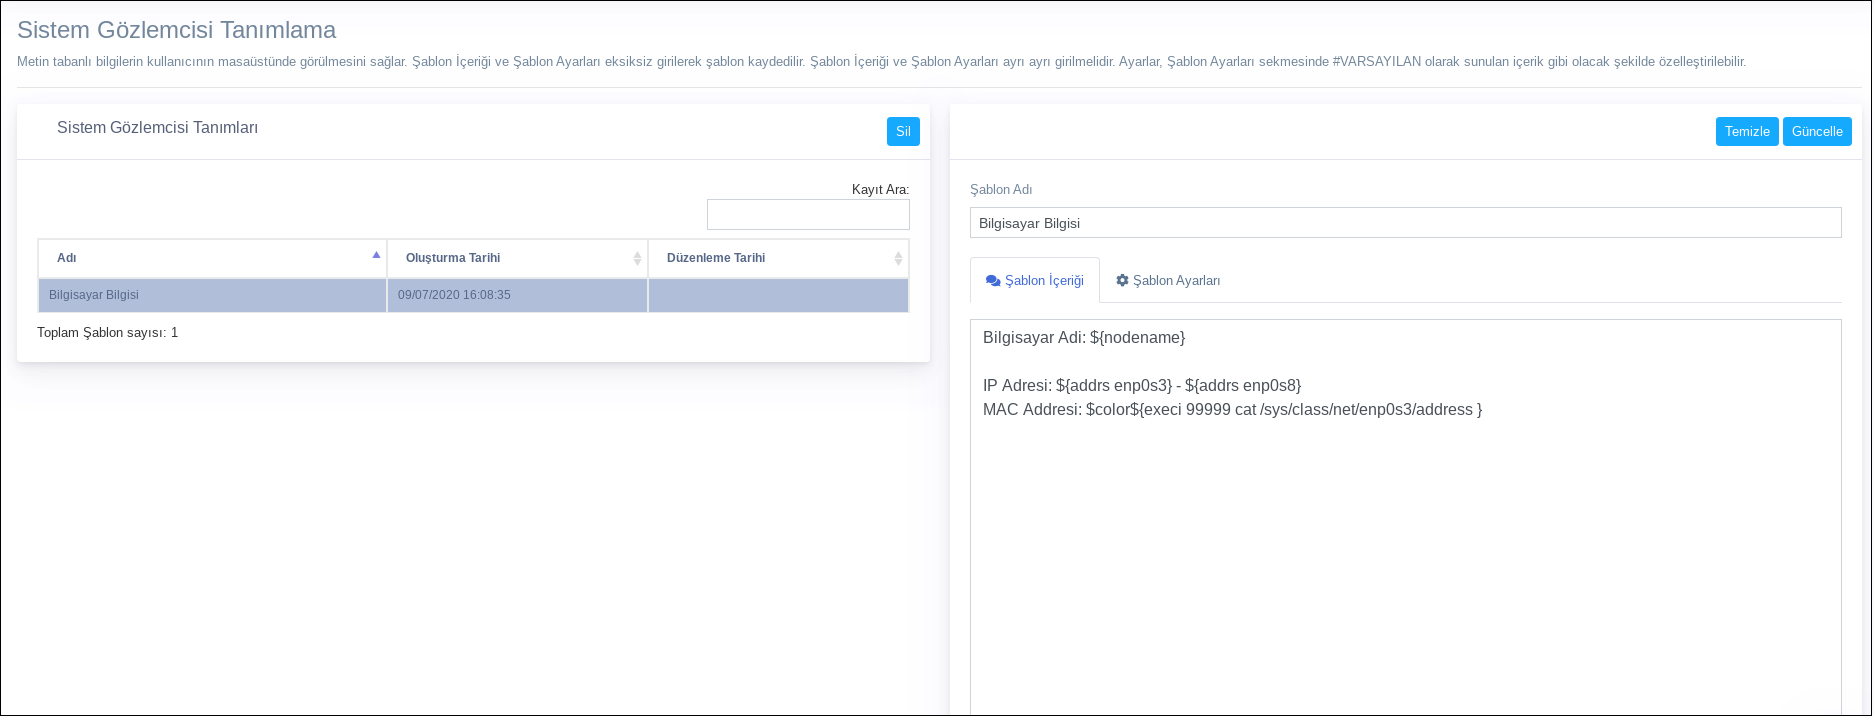 Sistem Gözlemcisi Tanımlama
Metin tabanlı bilgilerin kullanıcının masaüstünde görülmesini sağlar. Şablon İçeriği ve Şablon Ayarları eksiksiz girilerek şablon kaydedilir. Şablon İçeriği ve Şablon Ayarları ayrı ayrı girilmelidir. Ayarlar, Şablon Ayarları sekmesinde #VARSAYILAN olarak sunulan içerik gibi olacak şekilde özelleştirilebilir.
Sistem Gözlemcisi Tanımları
Sil
Kayıt Ara:
Adı Oluşturma Tarihi Düzenleme Tarihi
Bilgisayar Bilgisi 09/07/2020 16:08:35
Toplam Şablon sayısı: 1
Temizle Güncelle
Şablon Adı
Bilgisayar Bilgisi
Şablon İçeriği Şablon Ayarları
Bilgisayar Adi: ${nodename}
IP Adresi: ${addrs enp0s3} - ${addrs enp0s8}
MAC Addresi: $color${execi 99999 cat /sys/class/net/enp0s3/address }